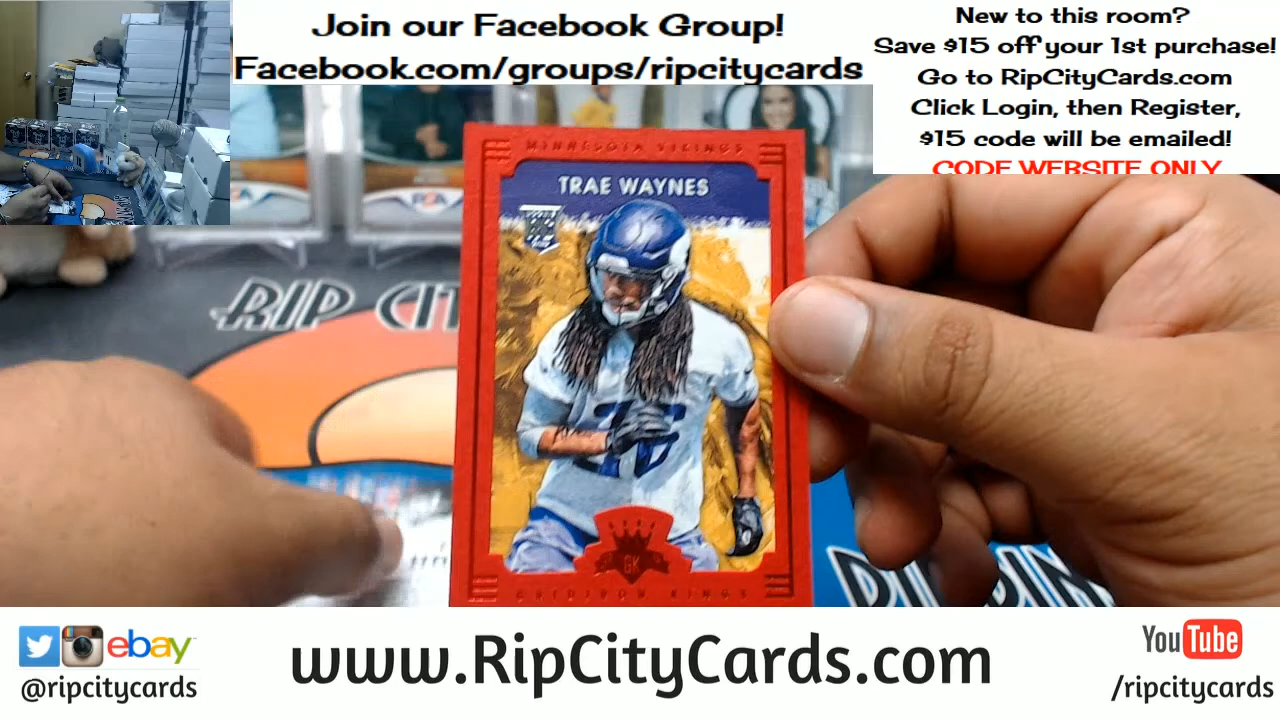 Join our Facebook Group!
Facebook.com/groups/ripcitycards
New to this room?
Save $15 off your 1st purchase!
Go to RipCityCards.com
Click Login, then Register,
$15 code will be emailed!
CODE WEBSITE ONLY
MINNESOTA VIKINGS
TRAE WAYNES
RIP CIT
26
GK
GRIDIRON KINGS
RIPPIN
ebay
@ripcitycards
www.RipCityCards.com
YouTube
/ripcitycards